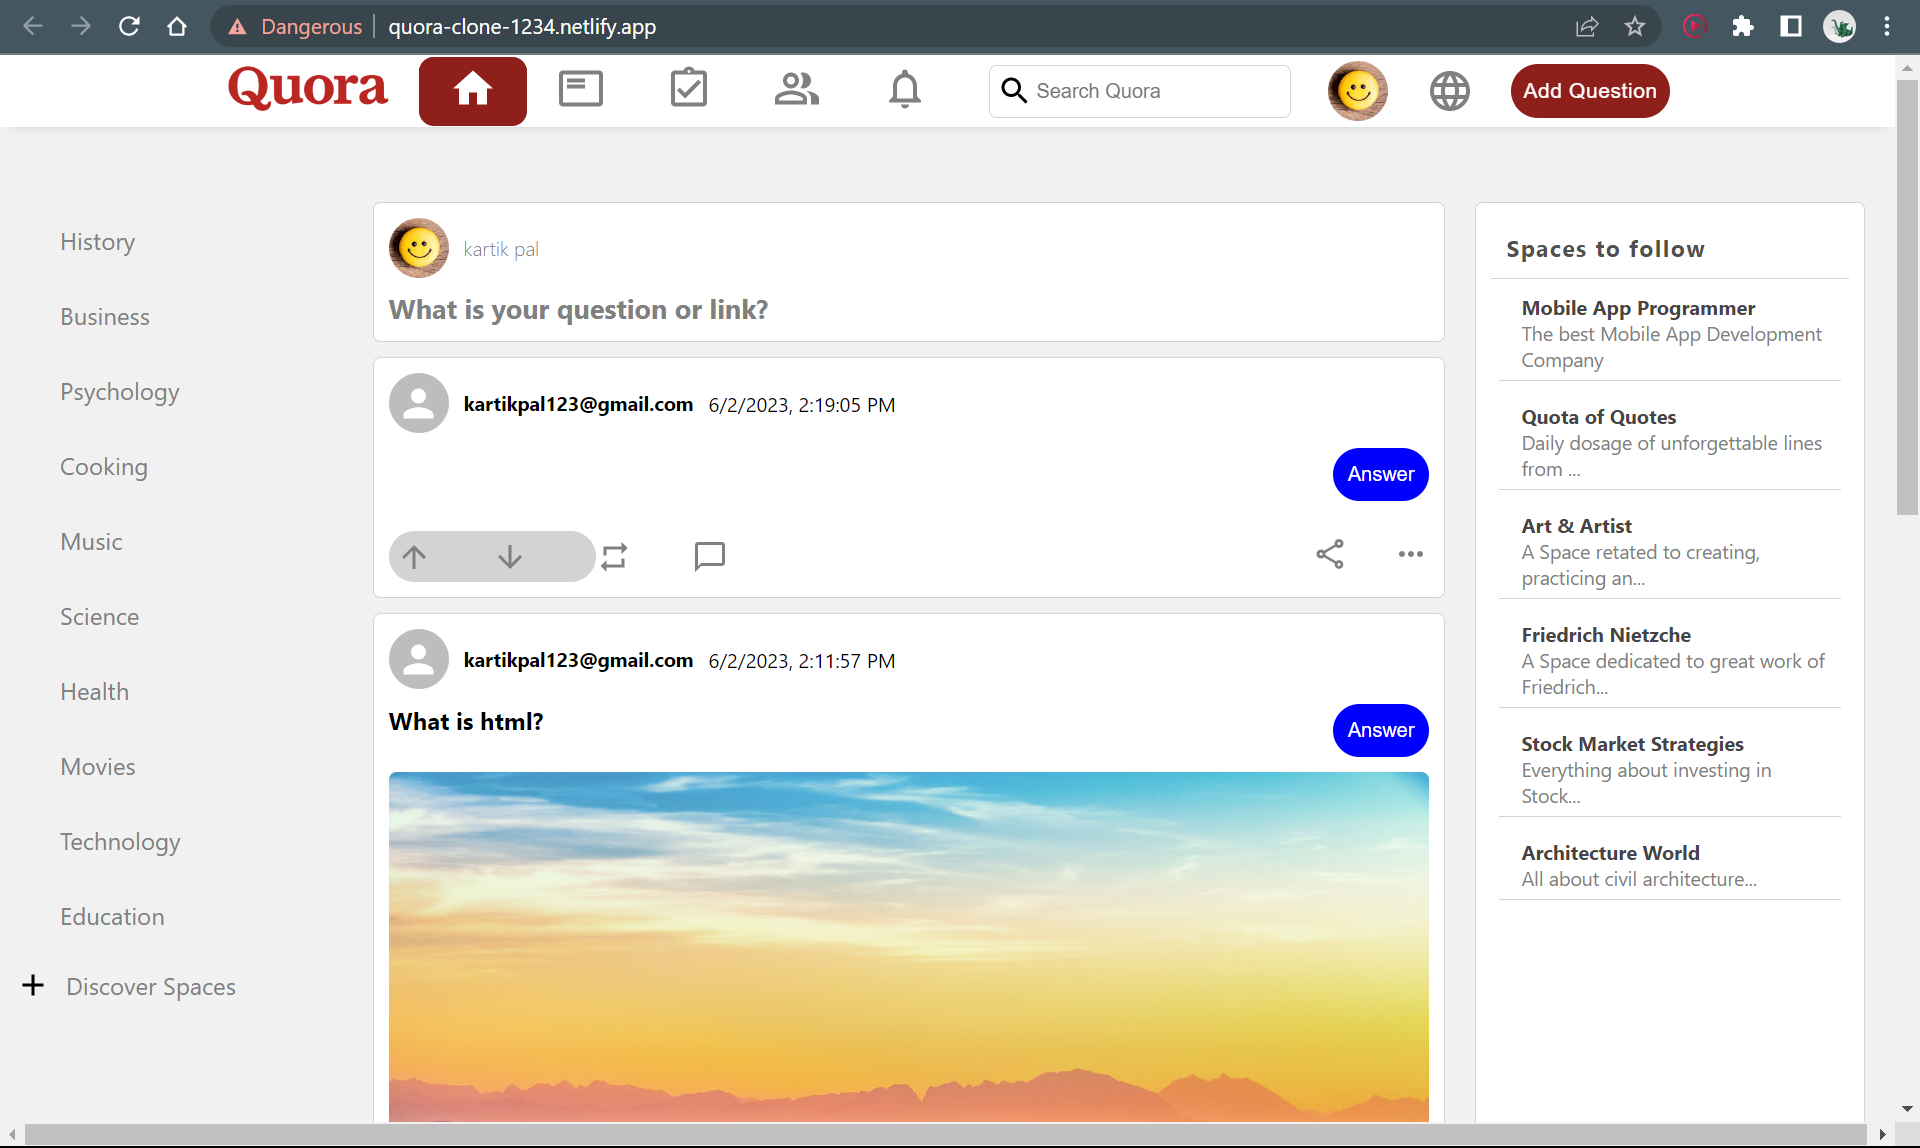 Dangerous quora-clone-1234.netlify.app
Quora
Search Quora
Add Question
History
Business
Psychology
Cooking
Music
Science
Health
Movies
Technology
Education
Discover Spaces
kartik pal
What is your question or link?
kartikpal123@gmail.com 6/2/2023, 2:19:05 PM
Answer
kartikpal123@gmail.com 6/2/2023, 2:11:57 PM
What is html?
Answer
Spaces to follow
Mobile App Programmer
The best Mobile App Development
Company
Quota of Quotes
Daily dosage of unforgettable lines
from ...
Art & Artist
A Space retated to creating,
practicing an...
Friedrich Nietzche
A Space dedicated to great work of
Friedrich...
Stock Market Strategies
Everything about investing in
Stock...
Architecture World
All about civil architecture...